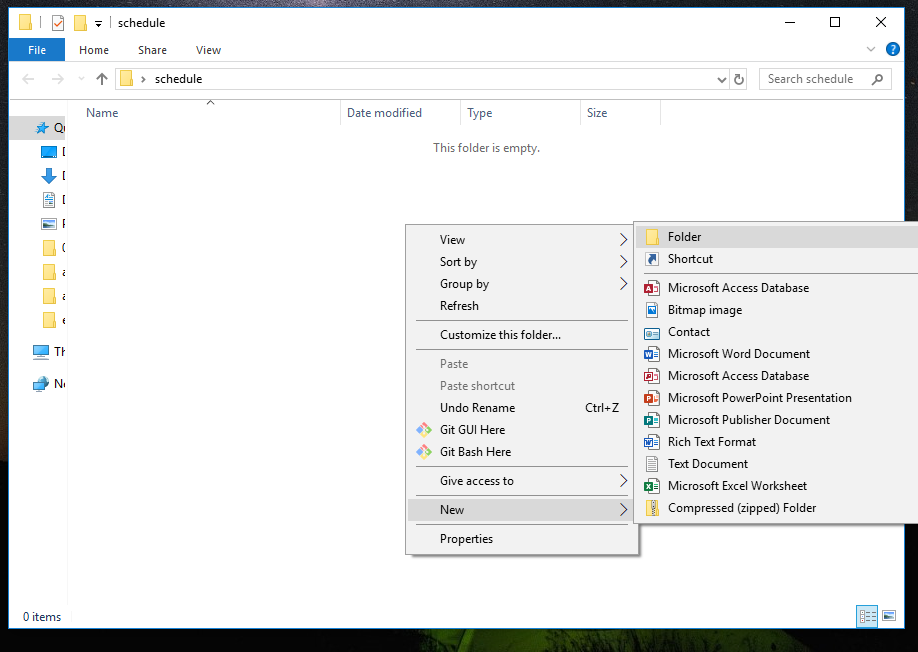 schedule
File Home Share View
schedule
Search schedule
Name Date modified Type Size
This folder is empty.
View
Sort by
Group by
Refresh
Customize this folder...
Paste
Paste shortcut
Undo Rename Ctrl+Z
Git GUI Here
Git Bash Here
Give access to
New
Properties
Folder
Shortcut
Microsoft Access Database
Bitmap image
Contact
Microsoft Word Document
Microsoft Access Database
Microsoft PowerPoint Presentation
Microsoft Publisher Document
Rich Text Format
Text Document
Microsoft Excel Worksheet
Compressed (zipped) Folder
0 items